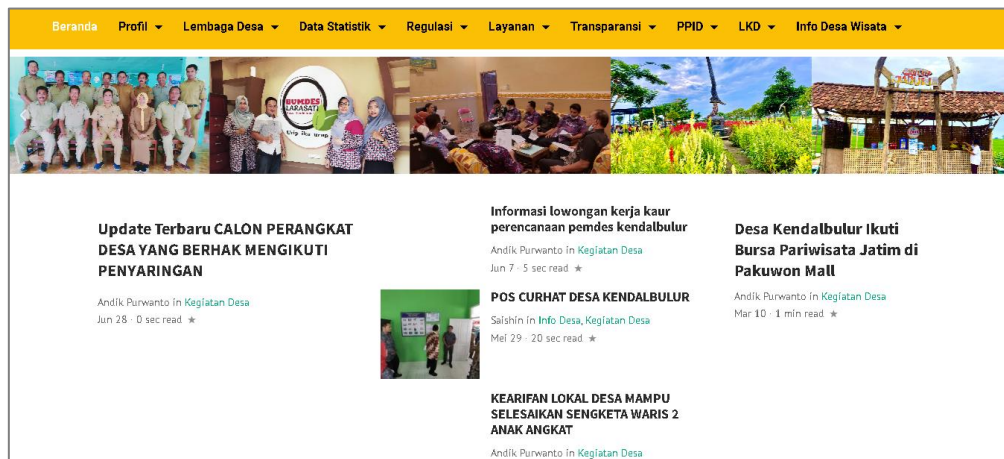 Beranda Profil Lembaga Desa Data Statistik Regulasi Layanan Transparansi PPID LKD Info Desa Wisata
BUMDES
LARASATI
Urip iku Urup
Update Terbaru CALON PERANGKAT
DESA YANG BERHAK MENGIKUTI
PENYARINGAN
Andik Purwanto in Kegiatan Desa
Jun 28 · 0 sec read ★
Informasi lowongan kerja kaur
perencanaan pemdes kendalbulur
Andik Purwanto in Kegiatan Desa
Jun 7 · 5 sec read ★
POS CURHAT DESA KENDALBULUR
Saishin in Info Desa, Kegiatan Desa
Mei 29 · 20 sec read ★
KEARIFAN LOKAL DESA MAMPU
SELESAIKAN SENGKETA WARIS 2
ANAK ANGKAT
Andik Purwanto in Kegiatan Desa
Desa Kendalbulur Ikuti
Bursa Pariwisata Jatim di
Pakuwon Mall
Andik Purwanto in Kegiatan Desa
Mar 10 · 1 min read ★